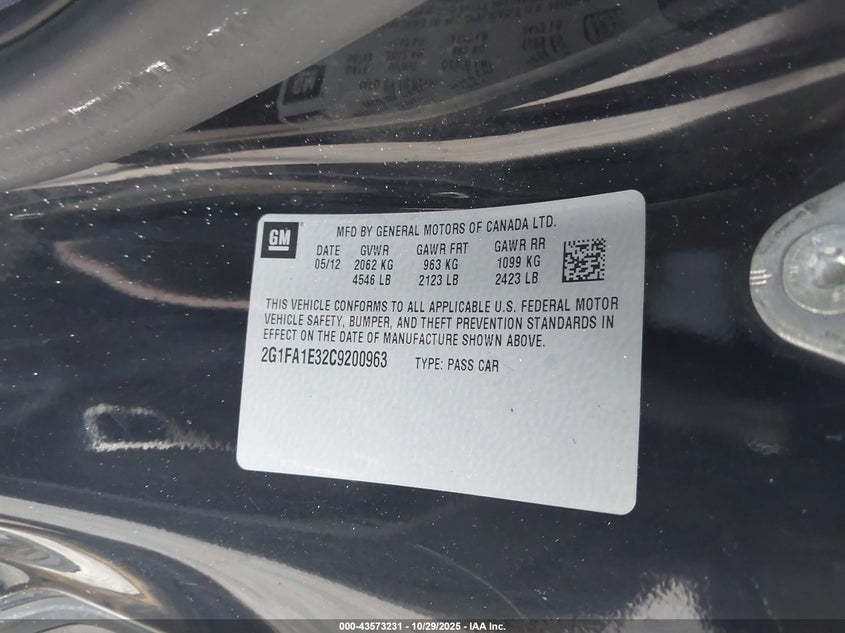 GM
MFD BY GENERAL MOTORS OF CANADA LTD.
DATE GVWR GAWR FRT GAWR RR
05/12 2062 KG 963 KG 1099 KG
4546 LB 2123 LB 2423 LB
THIS VEHICLE CONFORMS TO ALL APPLICABLE U.S. FEDERAL MOTOR
VEHICLE SAFETY, BUMPER, AND THEFT PREVENTION STANDARDS IN
EFFECT ON THE DATE OF MANUFACTURE SHOWN ABOVE.
2G1FA1E32C9200963 TYPE: PASS CAR
000-43573231 - 10/29/2025 - IAA Inc.